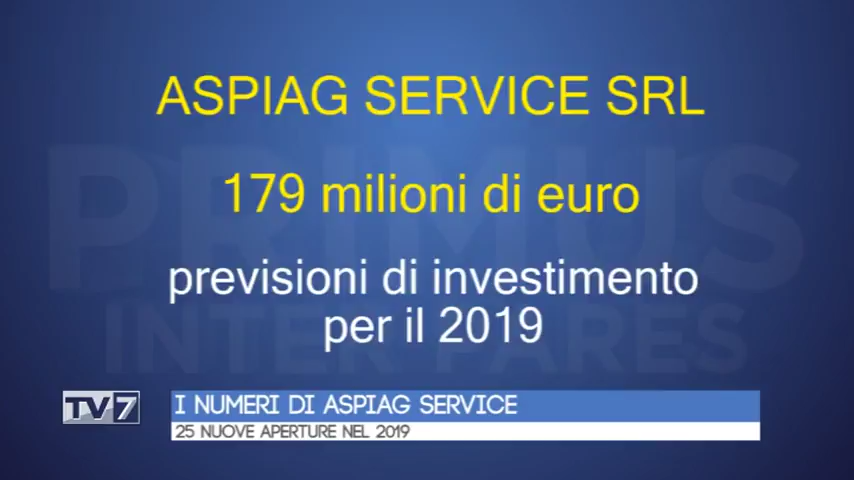 ASPIAG SERVICE SRL
179 milioni di euro
previsioni di investimento
per il 2019
PRIMUS
INTER PARES
TV7
I NUMERI DI ASPIAG SERVICE
25 NUOVE APERTURE NEL 2019